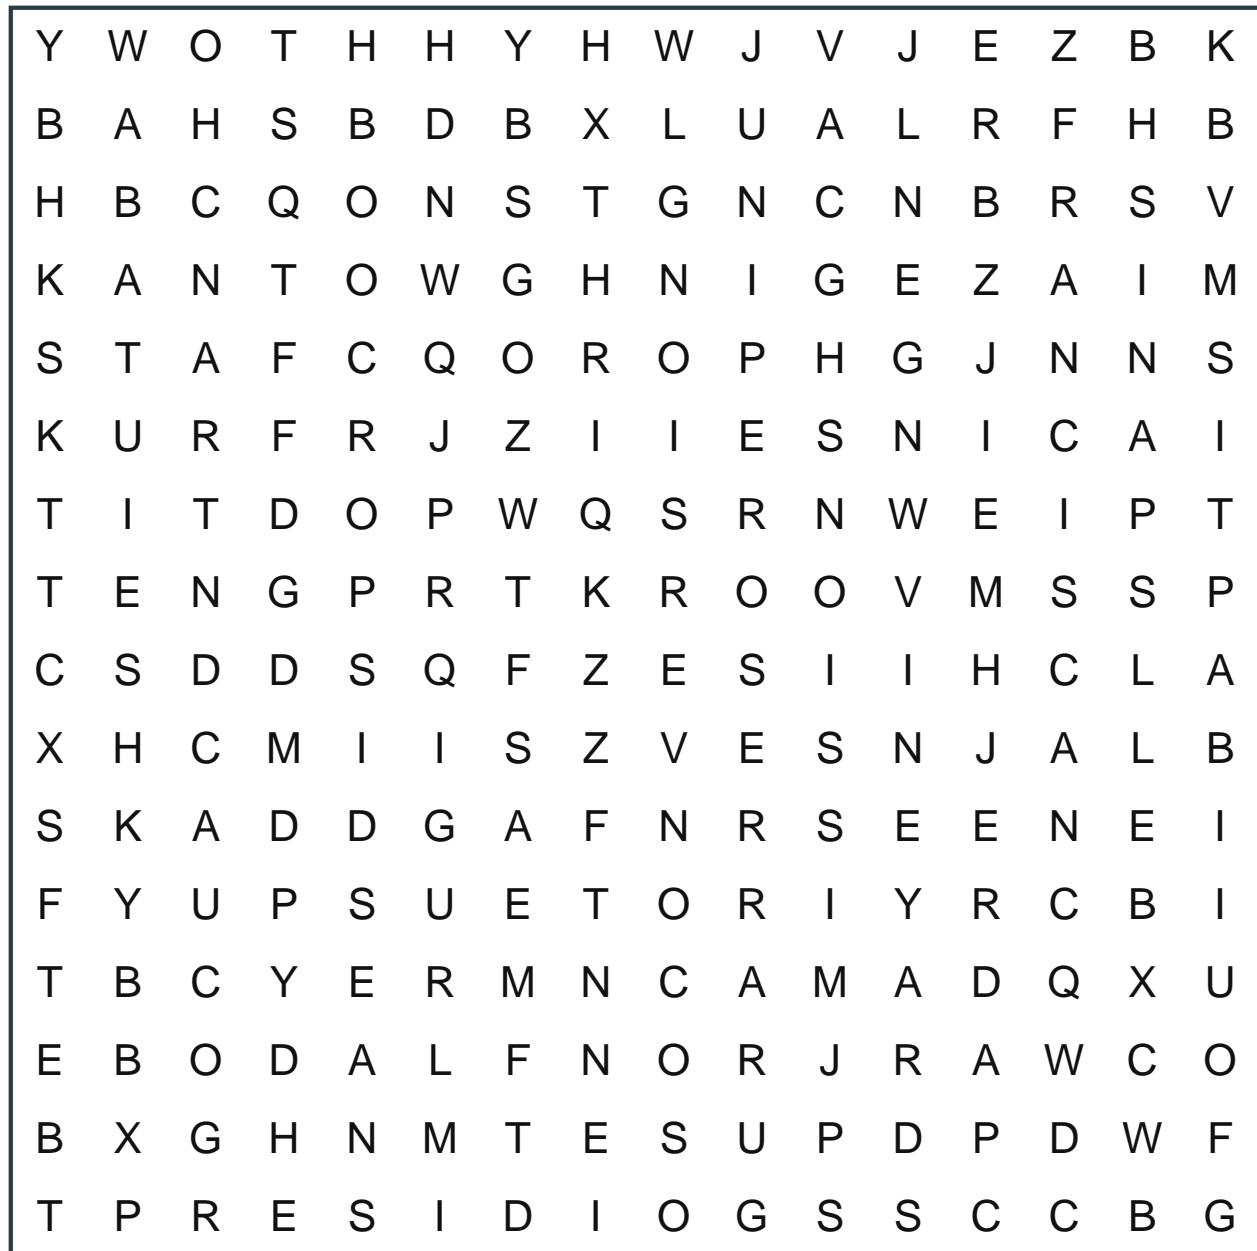 Y W O T H H Y H W J V J E Z B K
B A H S B D B X L U A L R F H B
H B C Q O N S T G N C N B R S V
K A N T O W G H N I G E Z A I M
S T A F C Q O R O P H G J N N S
K U R F R J Z I I E S N I C A I
T I T D O P W Q S R N W E I P T
T E N G P R T K R O O V M S S P
C S D D S Q F Z E S I I H C L A
X H C M I I S Z V E S N J A L B
S K A D D G A F N R S E E N E I
F Y U P S U E T O R I Y R C B I
T B C Y E R M N C A M A D Q X U
E B O D A L F N O R J R A W C O
B X G H N M T E S U P D P D W F
T P R E S I D I O G S S C C B G